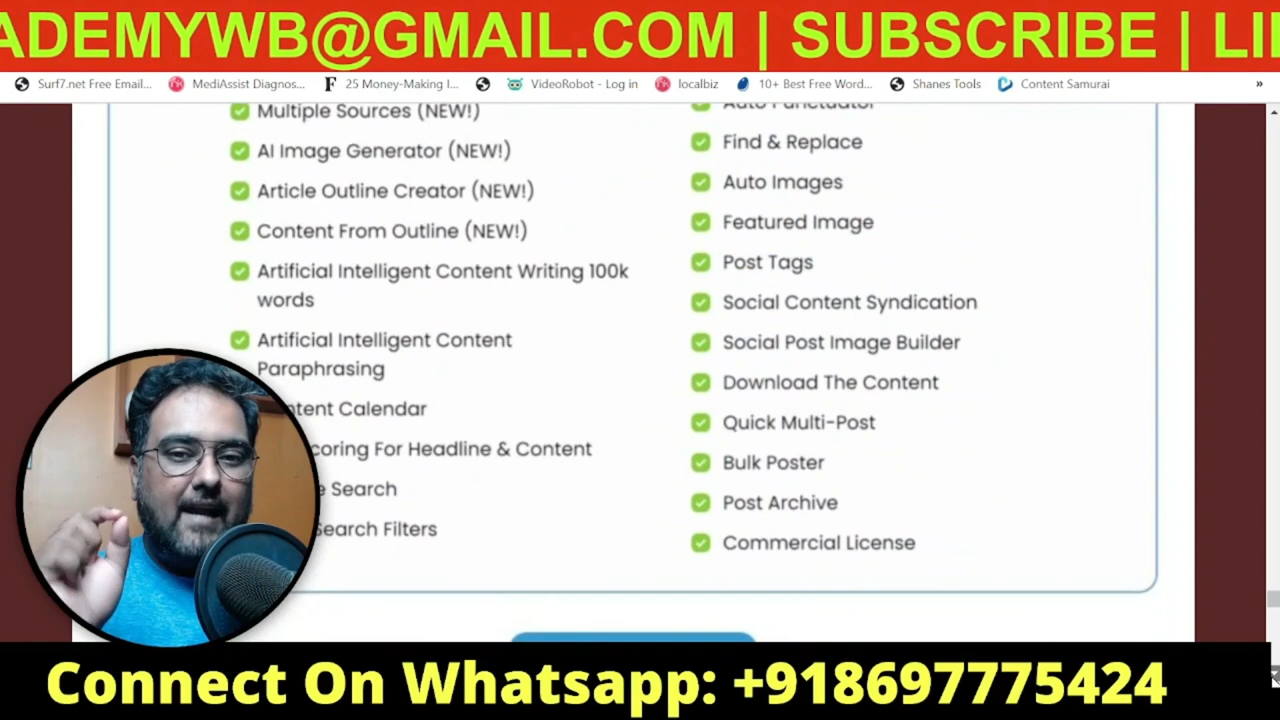 ADEMYWB@GMAIL.COM | SUBSCRIBE | LI
Surf7.net Free Email... MediAssist Diagnos... 25 Money-Making I... VideoRobot - Log in localbiz 10+ Best Free Word... Shanes Tools Content Samurai »
Multiple Sources (NEW!)
AI Image Generator (NEW!)
Article Outline Creator (NEW!)
Content From Outline (NEW!)
Artificial Intelligent Content Writing 100k
words
Artificial Intelligent Content
Paraphrasing
ntent Calendar
coring For Headline & Content
e Search
Search Filters
Auto Punctuator
Find & Replace
Auto Images
Featured Image
Post Tags
Social Content Syndication
Social Post Image Builder
Download The Content
Quick Multi-Post
Bulk Poster
Post Archive
Commercial License
Connect On Whatsapp: +918697775424